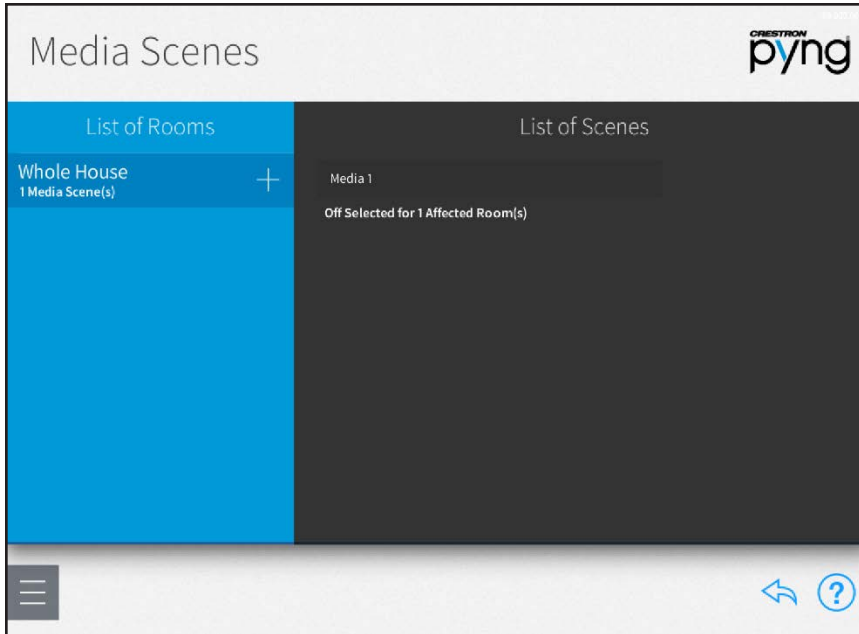 Media Scenes
CRESTRON
pyng
List of Rooms
List of Scenes
Whole House
1 Media Scene(s)
Media 1
Off Selected for 1 Affected Room(s)
?